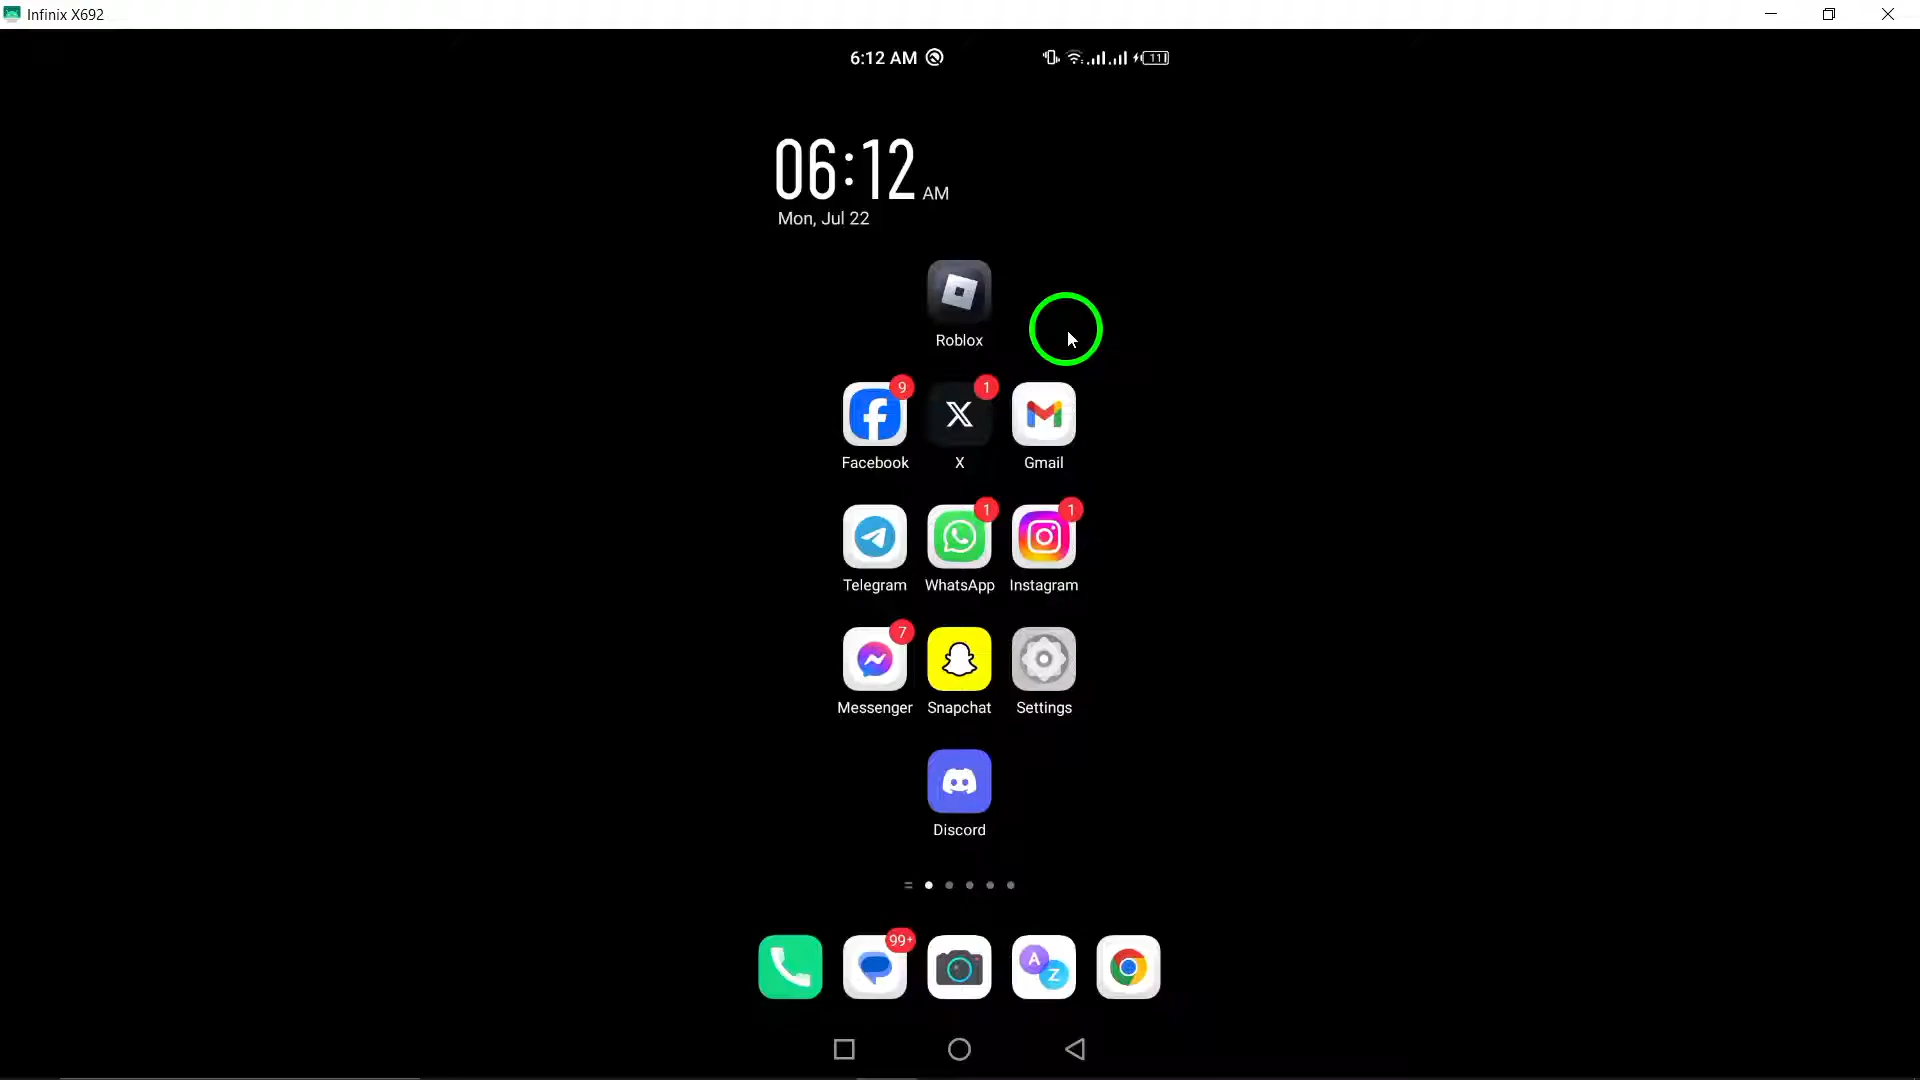 Infinix X692
6:12 AM
11
06:12 AM
Mon, Jul 22
Roblox
9
1
Facebook
X
Gmail
1
1
Telegram
WhatsApp
Instagram
7
Messenger
Snapchat
Settings
Discord
99+
A
Z